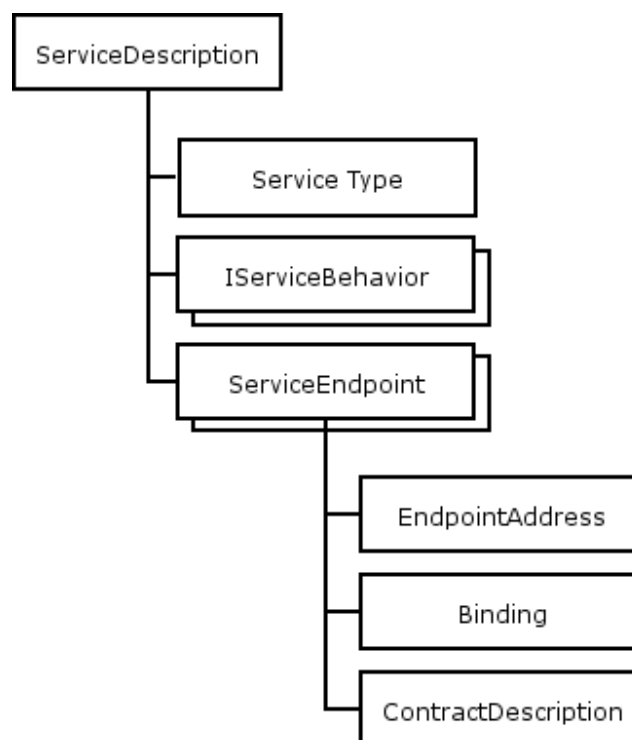 ServiceDescription
Service Type
IServiceBehavior
ServiceEndpoint
EndpointAddress
Binding
ContractDescription